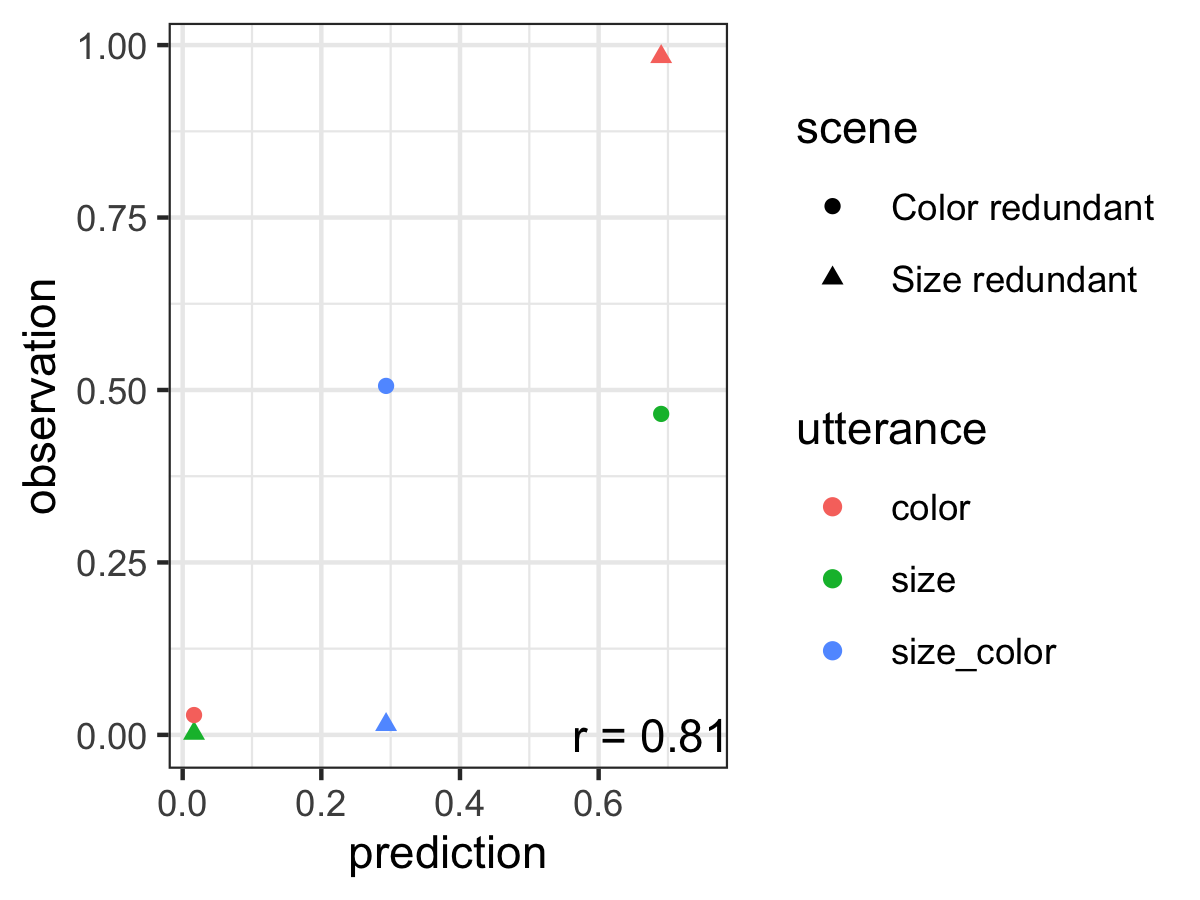 1.00
0.75
0.50
0.25
0.00
observation
0.0 0.2 0.4 0.6
prediction
r = 0.81
scene
Color redundant
Size redundant
utterance
color
size
size_color